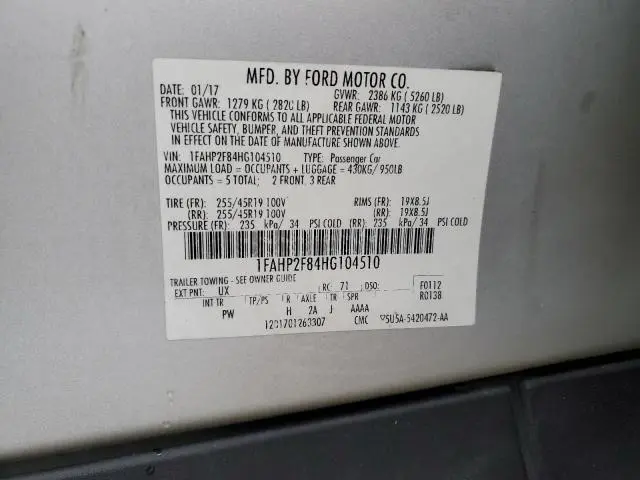 MFD. BY FORD MOTOR CO.
DATE: 01/17 GVWR: 2386 KG ( 5260 LB)
FRONT GAWR: 1279 KG ( 2820 LB) REAR GAWR: 1143 KG ( 2520 LB)
THIS VEHICLE CONFORMS TO ALL APPLICABLE FEDERAL MOTOR
VEHICLE SAFETY, BUMPER, AND THEFT PREVENTION STANDARDS
IN EFFECT ON THE DATE OF MANUFACTURE SHOWN ABOVE
VIN: 1FAHP2F84HG104510 TYPE: Passenger Car
MAXIMUM LOAD = OCCUPANTS + LUGGAGE = 430KG/ 950LB
OCCUPANTS = 5 TOTAL; 2 FRONT, 3 REAR
TIRE (FR): 255/45R19 100V RIMS (FR): 19X8.5J
(RR): 255/45R19 100V (RR): 19X8.5J
PRESSURE (FR): 235 kPa/ 34 PSI COLD (RR): 235 kPa/ 34 PSI COLD
1FAHP2F84HG104510
TRAILER TOWING - SEE OWNER GUIDE
EXT PNT: UX RC: 71 DSO: F0112
R0138
INT TR TP/PS R AXLE TR SPR
PW H 2A J AAAA
CMC 5U5A-5420472-AA